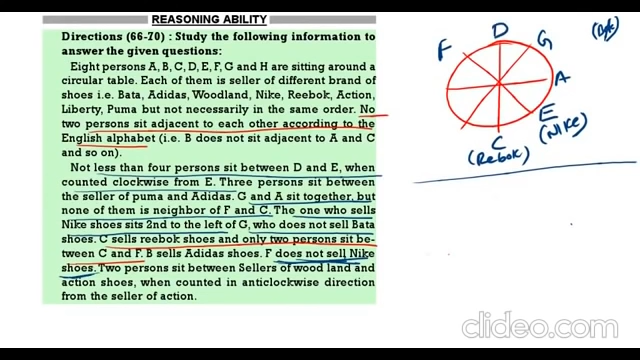 REASONING ABILITY
Directions (66-70) : Study the following information to
answer the given questions:
Eight persons A, B, C, D, E, F, G and H are sitting around a
circular table. Each of them is seller of different brand of
shoes i.e. Bata, Adidas, Woodland, Nike, Reebok, Action,
Liberty, Puma but not necessarily in the same order. No
two persons sit adjacent to each other according to the
English alphabet (i.e. B does not sit adjacent to A and C
and so on).
Not less than four persons sit between D and E, when
counted clockwise from E. Three persons sit between
the seller of puma and Adidas. G and A sit together, but
none of them is neighbor of F and C. The one who sells
Nike shoes sits 2nd to the left of G, who does not sell Bata
shoes. C sells reebok shoes and only two persons sit be-
tween C and F. B sells Adidas shoes. F does not sell Nike
shoes. Two persons sit between Sellers of wood land and
action shoes, when counted in anticlockwise direction
from the seller of action.
D
F
G
A
E
(NIKE)
C
(Rebok)
clideo.com